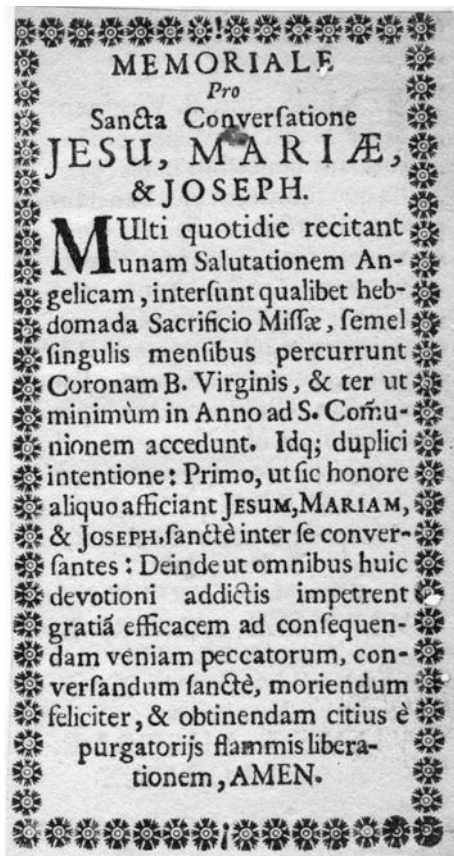 MEMORIALE
Pro
Sancta Converſatione
JESU, MARIÆ,
& JOSEPH.
MUlti quotidie recitant
unam Salutationem An-
gelicam, interſunt qualibet heb-
domada Sacrificio Miſſæ, ſemel
ſingulis menſibus percurrunt
Coronam B. Virginis, & ter ut
minimùm in Anno ad S. Com̃u-
nionem accedunt. Idq; duplici
intentione: Primo, ut ſic honore
aliquo afficiant JESUM, MARIAM,
& JOSEPH. ſanctè inter ſe conver-
ſantes: Deinde ut omnibus huic
devotioni addictis impetrent
gratiá efficacem ad conſequen-
dam veniam peccatorum, con-
verſandum ſanctè, moriendum
feliciter, & obtinendam citius è
purgatorijs flammis libera-
tionem, AMEN.